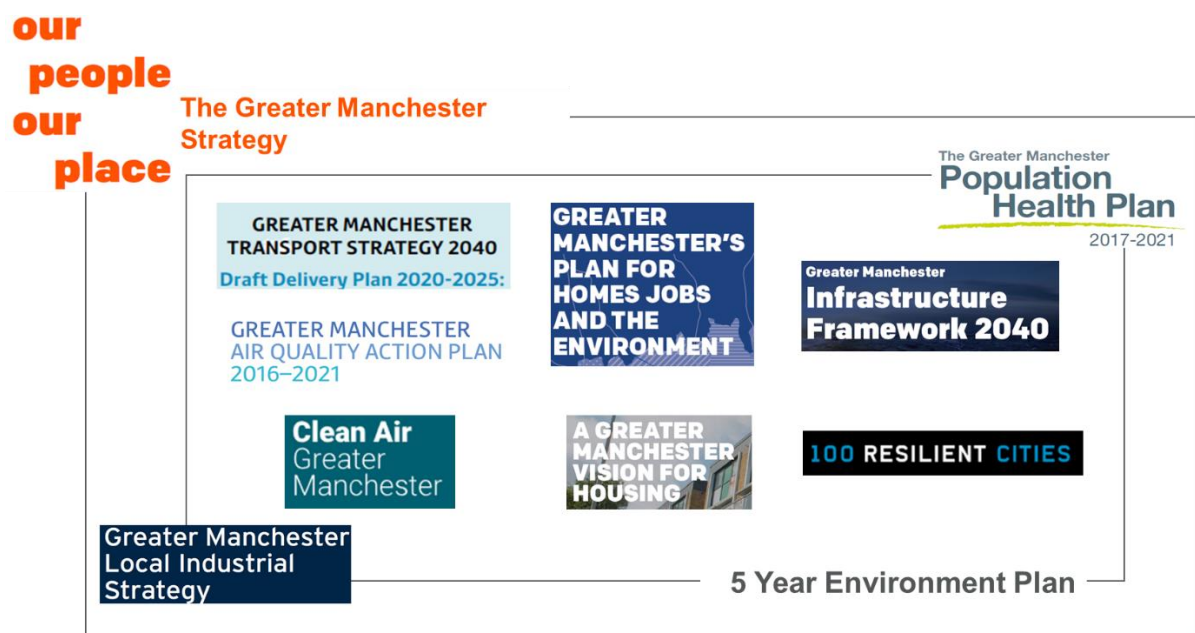 our
people
our
place
The Greater Manchester
Strategy
The Greater Manchester
Population
Health Plan
2017-2021
GREATER MANCHESTER
TRANSPORT STRATEGY 2040
Draft Delivery Plan 2020-2025:
GREATER MANCHESTER
AIR QUALITY ACTION PLAN
2016–2021
GREATER
MANCHESTER'S
PLAN FOR
HOMES JOBS
AND THE
ENVIRONMENT
Greater Manchester
Infrastructure
Framework 2040
Clean Air
Greater
Manchester
A GREATER
MANCHESTER
VISION FOR
HOUSING
100 RESILIENT CITIES
Greater Manchester
Local Industrial
Strategy
5 Year Environment Plan